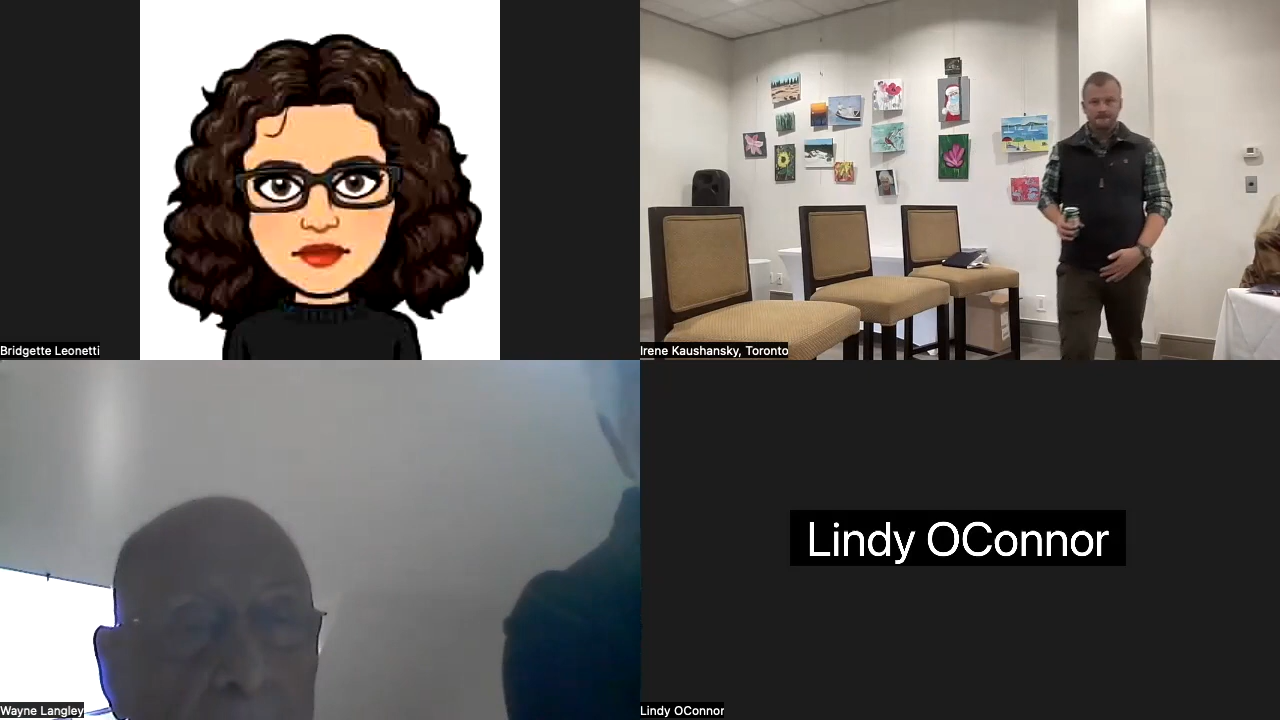 Bridgette Leonetti
Irene Kaushansky, Toronto
Lindy OConnor
Wayne Langley
Lindy OConnor